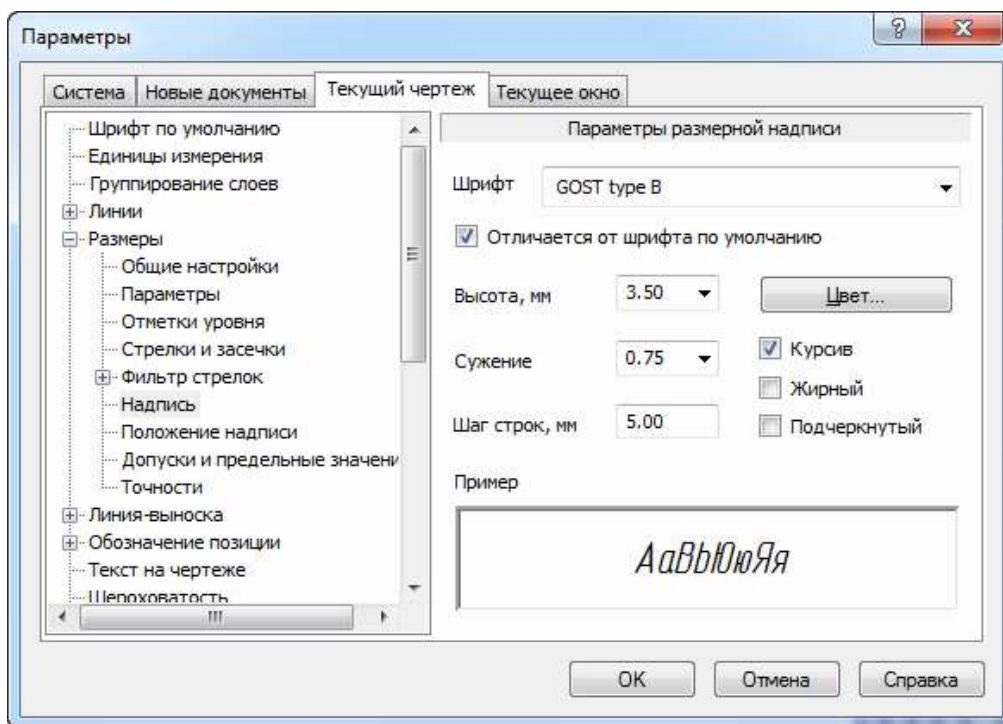 Параметры
Система
Новые документы
Текущий чертеж
Текущее окно
Шрифт по умолчанию
Единицы измерения
Группирование слоев
Линии
Размеры
Общие настройки
Параметры
Отметки уровня
Стрелки и засечки
Фильтр стрелок
Надпись
Положение надписи
Допуски и предельные значени
Точности
Линия-выноска
Обозначение позиции
Текст на чертеже
Шероховатость
Параметры размерной надписи
Шрифт GOST type B
Отличается от шрифта по умолчанию
Высота, мм 3.50 Цвет...
Сужение 0.75 Курсив
Жирный
Шаг строк, мм 5.00 Подчеркнутый
Пример
АаВbЮюЯя
OK Отмена Справка